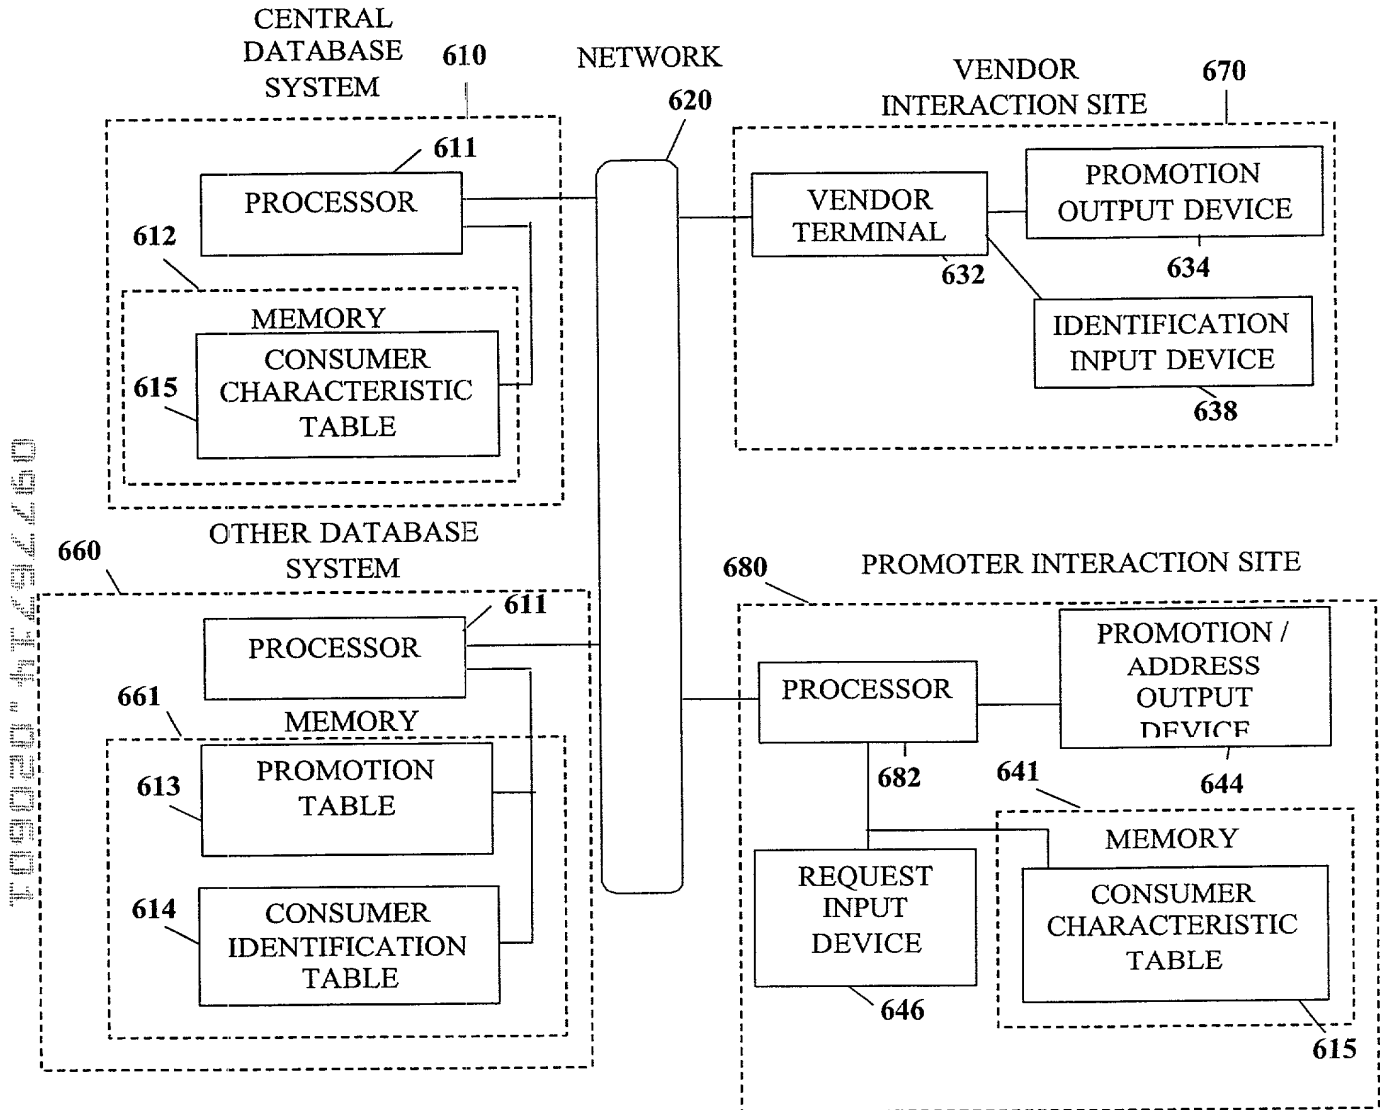 CENTRAL
DATABASE
SYSTEM
610
NETWORK
620
VENDOR
INTERACTION SITE
670
611
PROCESSOR
612
MEMORY
CONSUMER
CHARACTERISTIC
TABLE
615
VENDOR
TERMINAL
632
PROMOTION
OUTPUT DEVICE
634
IDENTIFICATION
INPUT DEVICE
638
OTHER DATABASE
SYSTEM
660
611
PROCESSOR
661
MEMORY
PROMOTION
TABLE
613
CONSUMER
IDENTIFICATION
TABLE
614
680
PROMOTER INTERACTION SITE
PROCESSOR
682
PROMOTION /
ADDRESS
OUTPUT
DEVICE
644
641
MEMORY
REQUEST
INPUT
DEVICE
646
CONSUMER
CHARACTERISTIC
TABLE
615